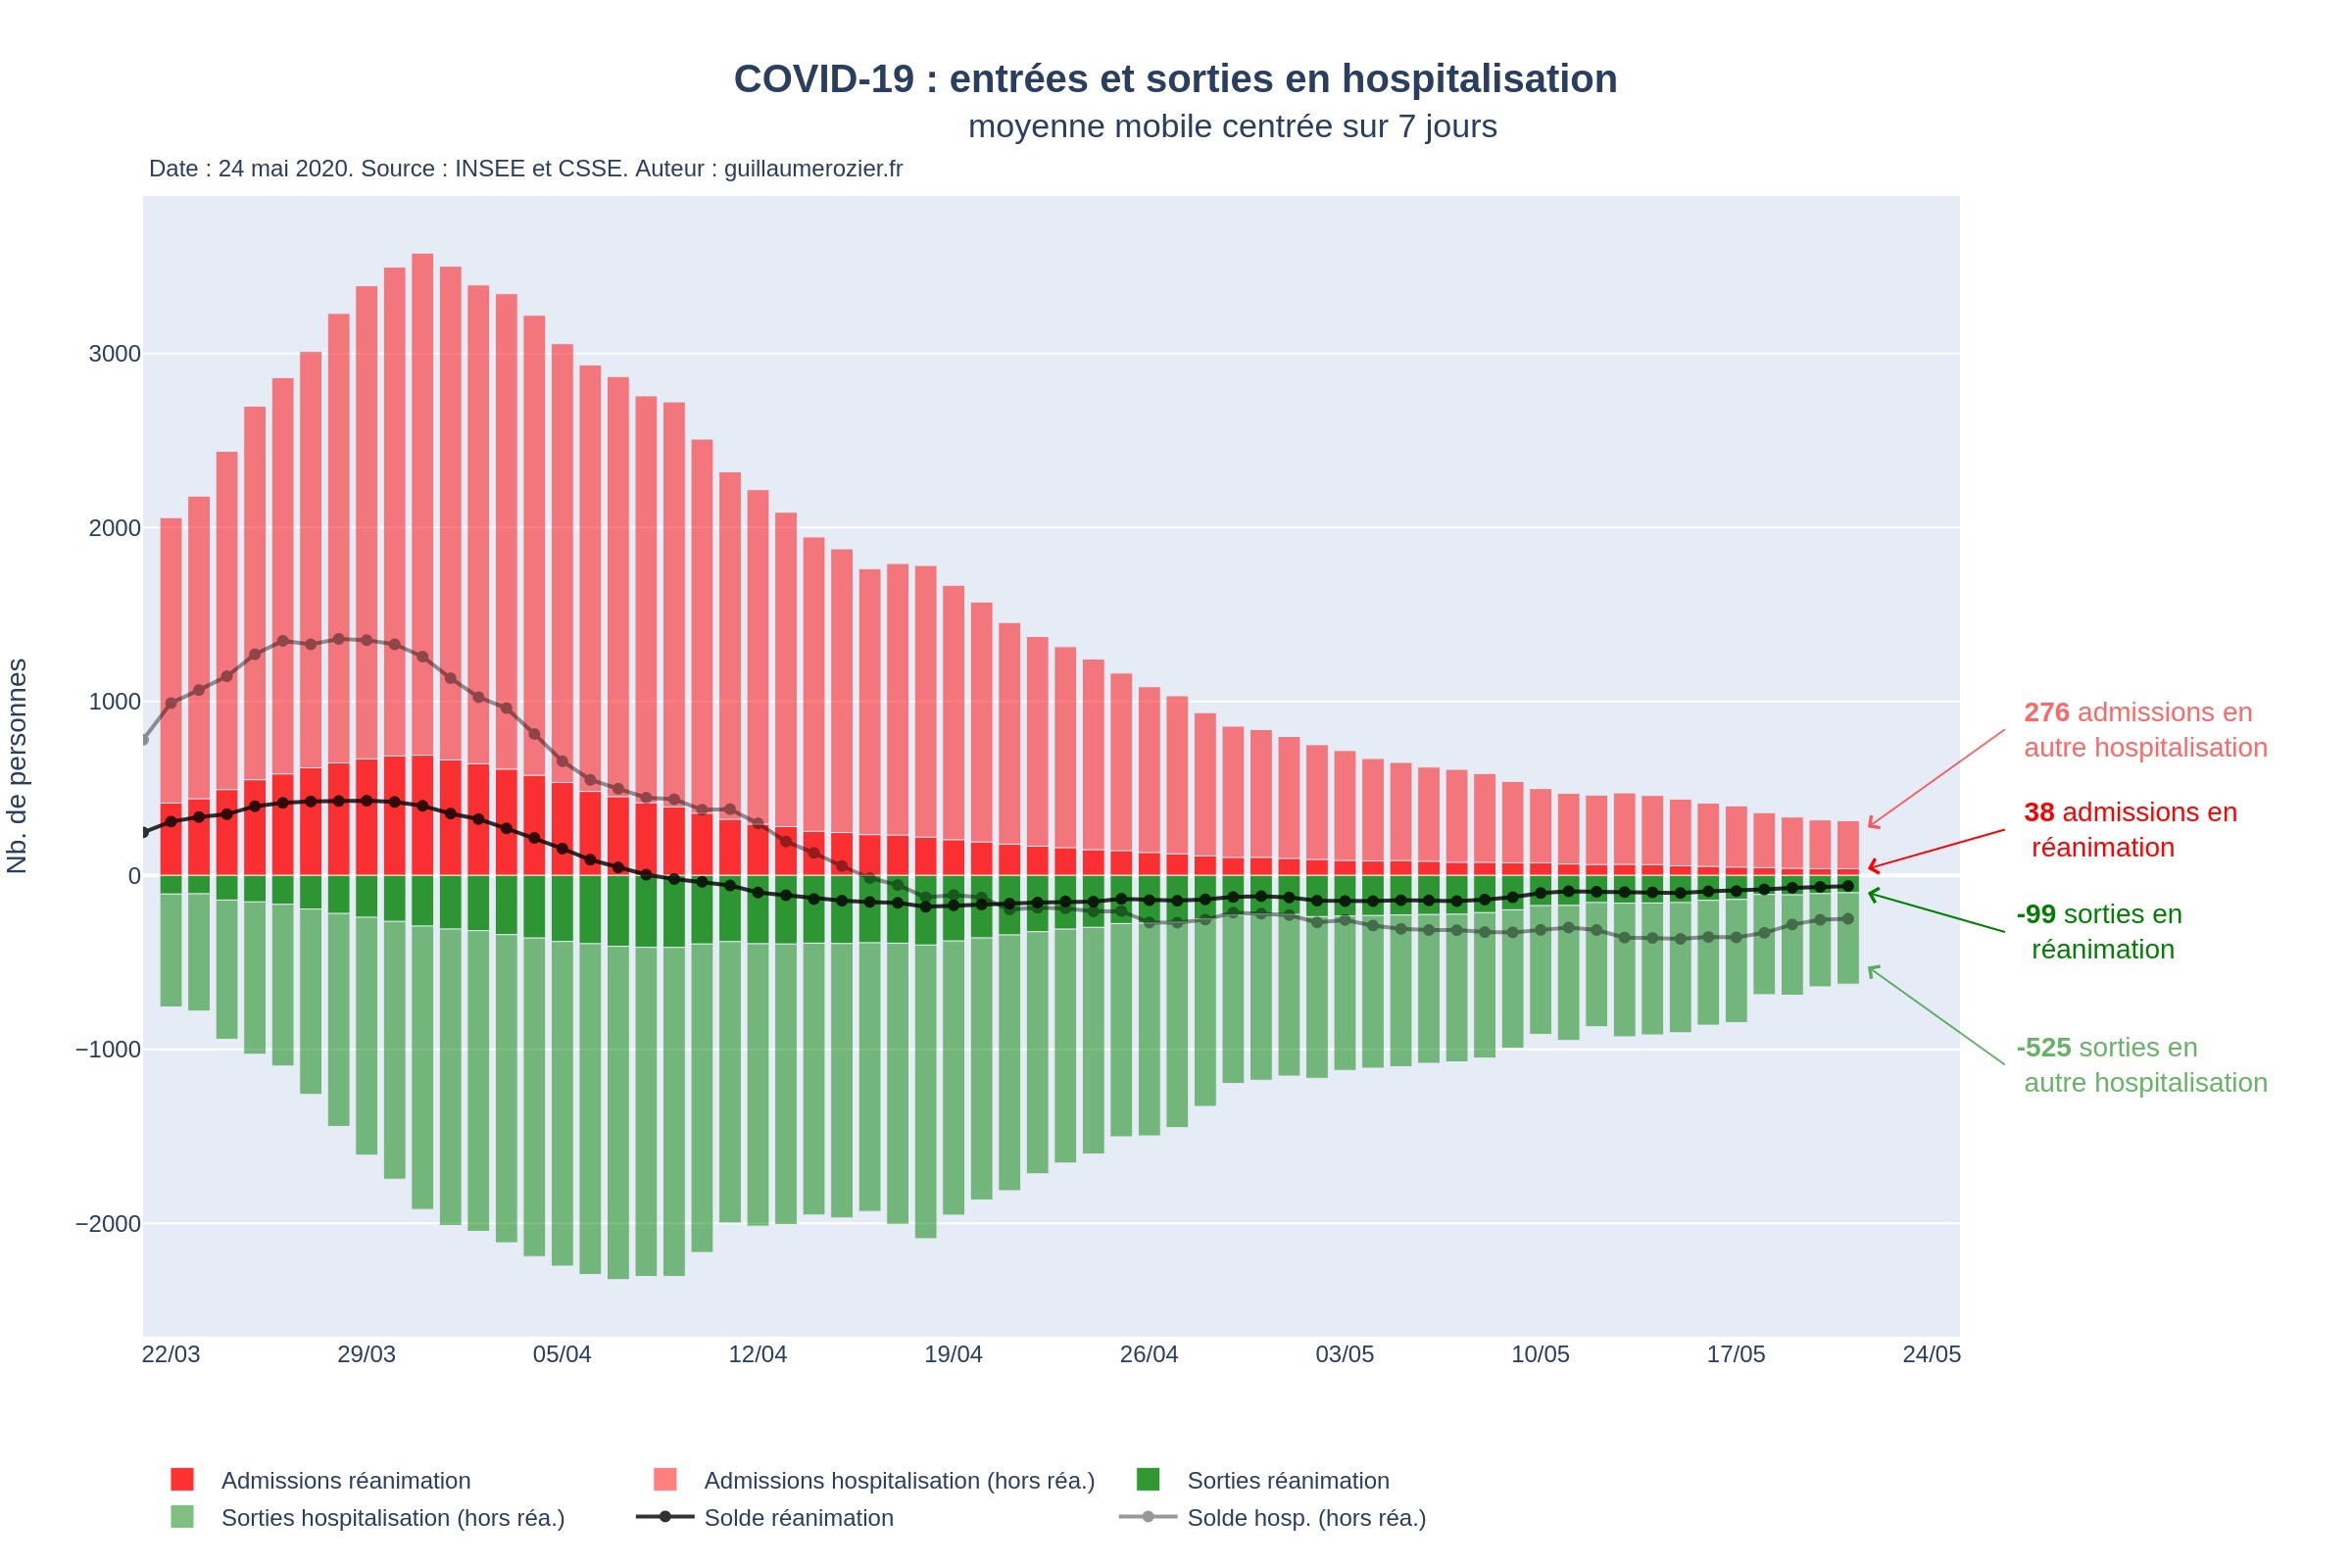 COVID-19 : entrées et sorties en hospitalisation
moyenne mobile centrée sur 7 jours
Date : 24 mai 2020. Source : INSEE et CSSE. Auteur : guillaumerozier.fr
Nb. de personnes
3000
2000
1000
0
−1000
−2000
22/03
29/03
05/04
12/04
19/04
26/04
03/05
10/05
17/05
24/05
276 admissions en
autre hospitalisation
38 admissions en
réanimation
-99 sorties en
réanimation
-525 sorties en
autre hospitalisation
Admissions réanimation
Admissions hospitalisation (hors réa.)
Sorties réanimation
Sorties hospitalisation (hors réa.)
Solde réanimation
Solde hosp. (hors réa.)